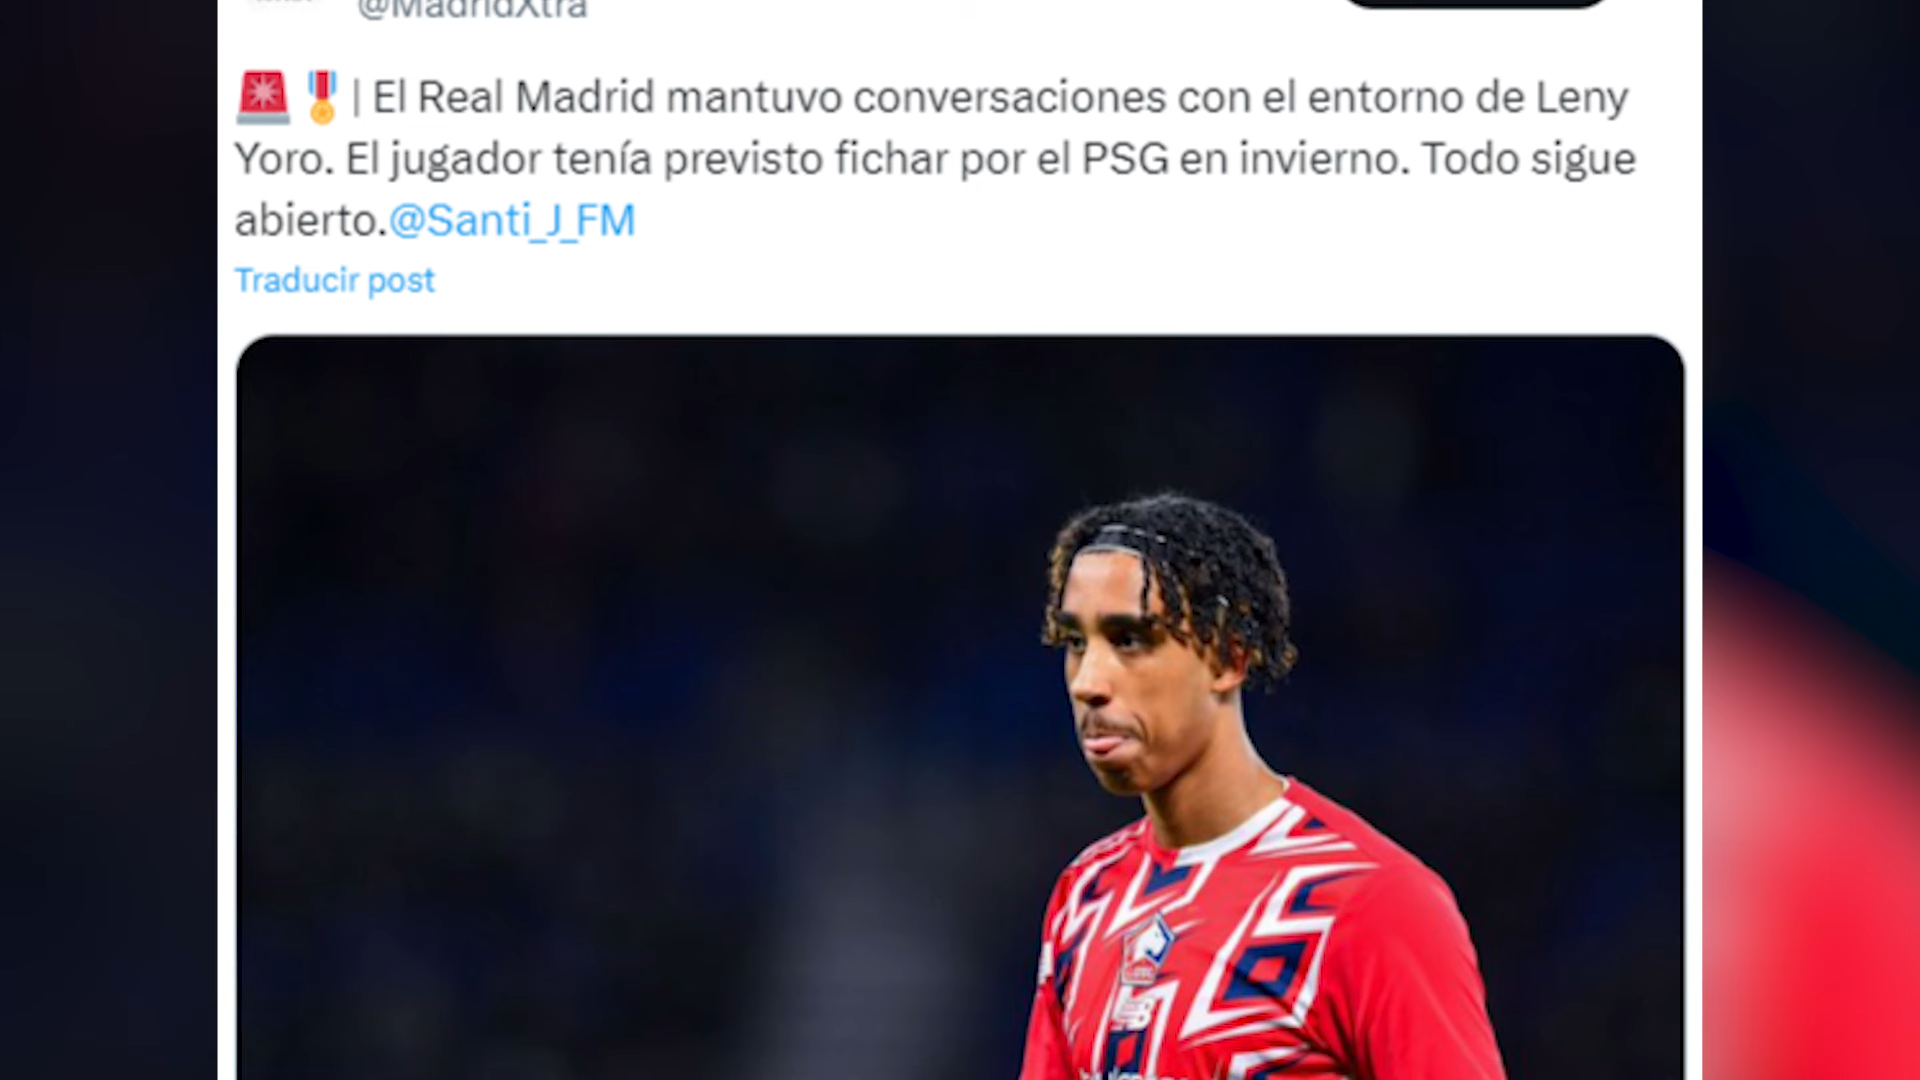 @MadridXtra
🚨🎖️| El Real Madrid mantuvo conversaciones con el entorno de Leny
Yoro. El jugador tenía previsto fichar por el PSG en invierno. Todo sigue
abierto.@Santi_J_FM
Traducir post